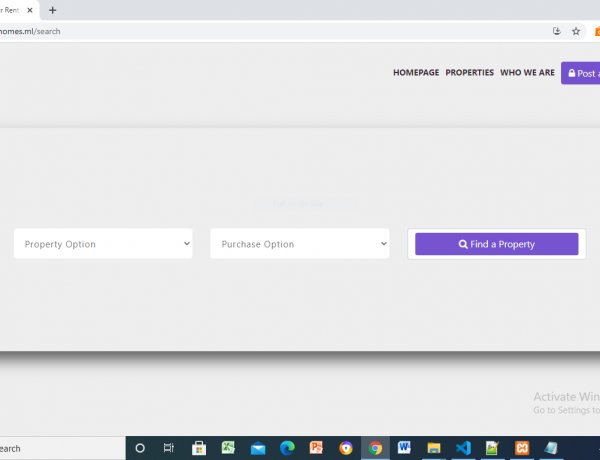 r Rent
homes.ml/search
HOMEPAGE PROPERTIES WHO WE ARE Post a
Property Option Purchase Option Find a Property
Activate Win
Go to Settings to
earch